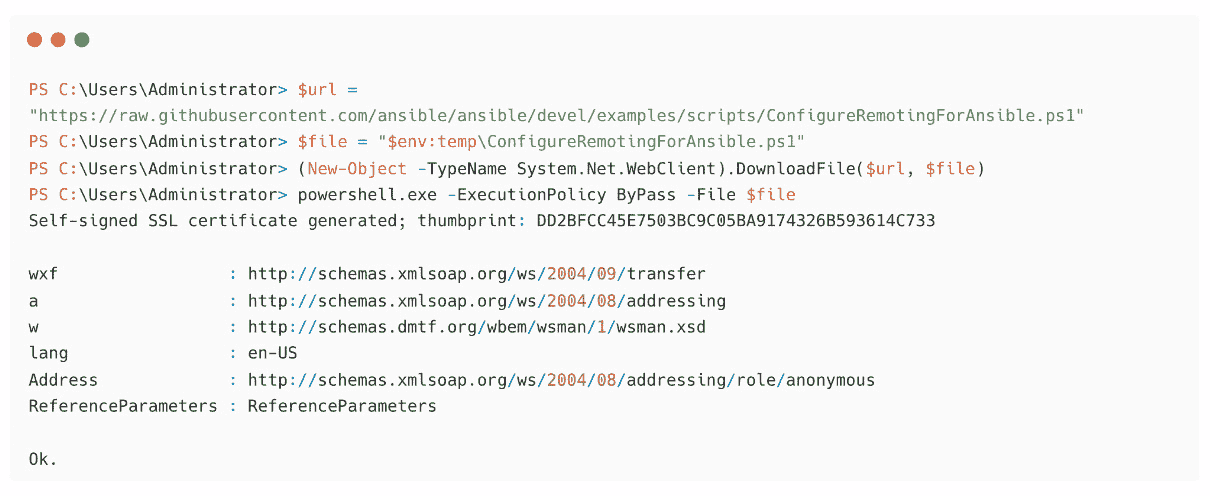 PS C:\Users\Administrator> $url =
"https://raw.githubusercontent.com/ansible/ansible/devel/examples/scripts/ConfigureRemotingForAnsible.ps1"
PS C:\Users\Administrator> $file = "$env:temp\ConfigureRemotingForAnsible.ps1"
PS C:\Users\Administrator> (New-Object -TypeName System.Net.WebClient).DownloadFile($url, $file)
PS C:\Users\Administrator> powershell.exe -ExecutionPolicy ByPass -File $file
Self-signed SSL certificate generated; thumbprint: DD2BFCC45E7503BC9C05BA9174326B593614C733
wxf : http://schemas.xmlsoap.org/ws/2004/09/transfer
a : http://schemas.xmlsoap.org/ws/2004/08/addressing
w : http://schemas.dmtf.org/wbem/wsman/1/wsman.xsd
lang : en-US
Address : http://schemas.xmlsoap.org/ws/2004/08/addressing/role/anonymous
ReferenceParameters : ReferenceParameters
Ok.